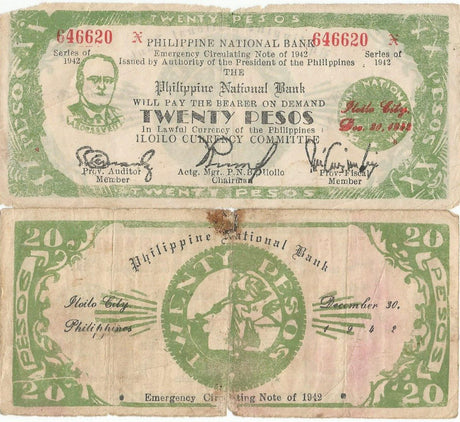 TWENTY PESOS
646620 X PHILIPPINE NATIONAL BANK 646620 X
Series of 1942 Emergency Circulating Note of 1942 Series of 1942
Issued by Authority of the President of the Philippines
THE
Philippine National Bank
WILL PAY THE BEARER ON DEMAND
TWENTY PESOS
In Lawful Currency of the Philippines
ILOILO CURRENCY COMMITTEE
Iloilo City,
Dec. 30, 1942
Prov. Auditor
Member
Actg. Mgr. P.N.B. Iloilo
Chairman
Prov. Fiscal
Member
TWENTY PESOS
20 20
Philippine National Bank
PESOS TWENTY PESOS PESOS
Iloilo City,
Philippines
December 30,
1942
20 20
Emergency Circulating Note of 1942